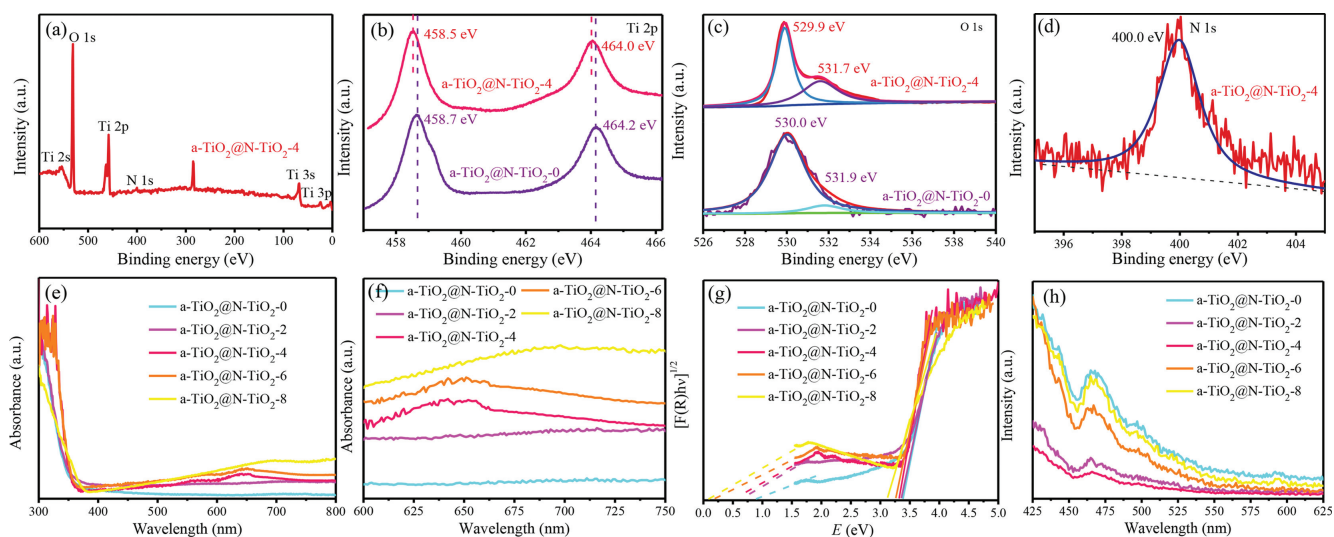 (a)
O 1s
Ti 2p
Ti 2s
N 1s
a-TiO₂@N-TiO₂-4
Ti 3s
Ti 3p
Intensity (a.u.)
600 500 400 300 200 100 0
Binding energy (eV)
(b)
Ti 2p
458.5 eV
464.0 eV
a-TiO₂@N-TiO₂-4
458.7 eV
464.2 eV
a-TiO₂@N-TiO₂-0
Intensity (a.u.)
458 460 462 464 466
Binding energy (eV)
(c)
529.9 eV
O 1s
531.7 eV
a-TiO₂@N-TiO₂-4
530.0 eV
531.9 eV
a-TiO₂@N-TiO₂-0
Intensity (a.u.)
526 528 530 532 534 536 538 540
Binding energy (eV)
(d)
N 1s
400.0 eV
a-TiO₂@N-TiO₂-4
Intensity (a.u.)
396 398 400 402 404
Binding energy (eV)
(e)
a-TiO₂@N-TiO₂-0
a-TiO₂@N-TiO₂-2
a-TiO₂@N-TiO₂-4
a-TiO₂@N-TiO₂-6
a-TiO₂@N-TiO₂-8
Absorbance (a.u.)
300 400 500 600 700 800
Wavelength (nm)
(f)
a-TiO₂@N-TiO₂-0 a-TiO₂@N-TiO₂-6
a-TiO₂@N-TiO₂-2 a-TiO₂@N-TiO₂-8
a-TiO₂@N-TiO₂-4
Absorbance (a.u.)
600 625 650 675 700 725 750
Wavelength (nm)
(g)
a-TiO₂@N-TiO₂-0
a-TiO₂@N-TiO₂-2
a-TiO₂@N-TiO₂-4
a-TiO₂@N-TiO₂-6
a-TiO₂@N-TiO₂-8
[F(R)hv]^1/2
0.0 0.5 1.0 1.5 2.0 2.5 3.0 3.5 4.0 4.5 5.0
E (eV)
(h)
a-TiO₂@N-TiO₂-0
a-TiO₂@N-TiO₂-2
a-TiO₂@N-TiO₂-4
a-TiO₂@N-TiO₂-6
a-TiO₂@N-TiO₂-8
Intensity (a.u.)
425 450 475 500 525 550 575 600 625
Wavelength (nm)